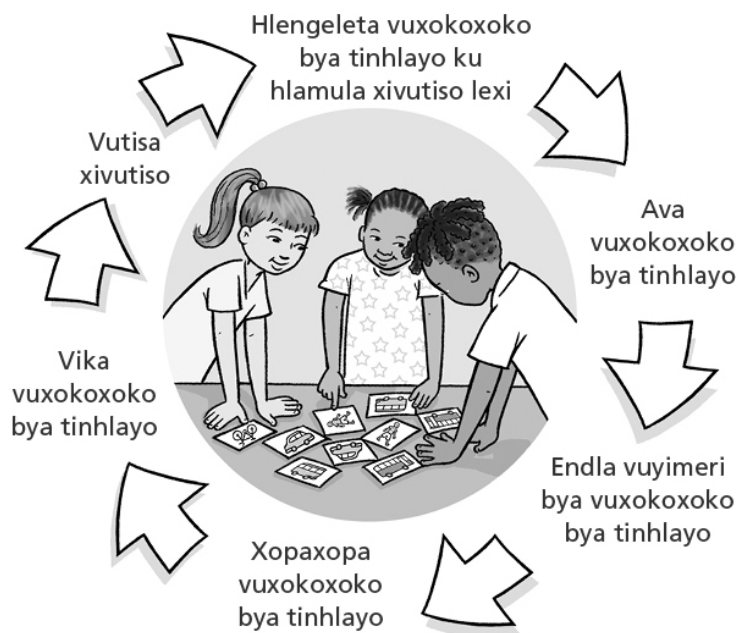 Hlengeleta vuxokoxoko
bya tinhlayo ku
hlamula xivutiso lexi
Ava
vuxokoxoko
bya tinhlayo
Endla vuyimeri
bya vuxokoxoko
bya tinhlayo
Xopaxopa
vuxokoxoko
bya tinhlayo
Vika
vuxokoxoko
bya tinhlayo
Vutisa
xivutiso